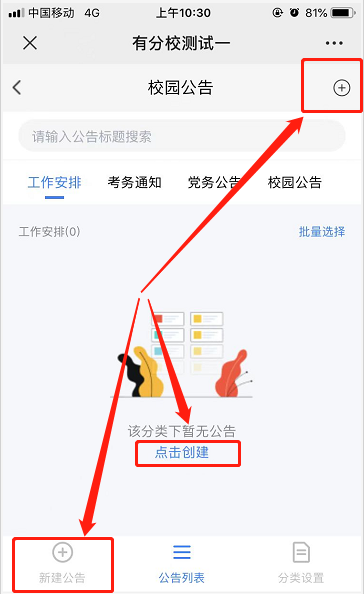 中国移动 4G 上午10:30 81%
有分校测试一
校园公告
请输入公告标题搜索
工作安排 考务通知 党务公告 校园公告
工作安排(0) 批量选择
该分类下暂无公告
点击创建
新建公告 公告列表 分类设置